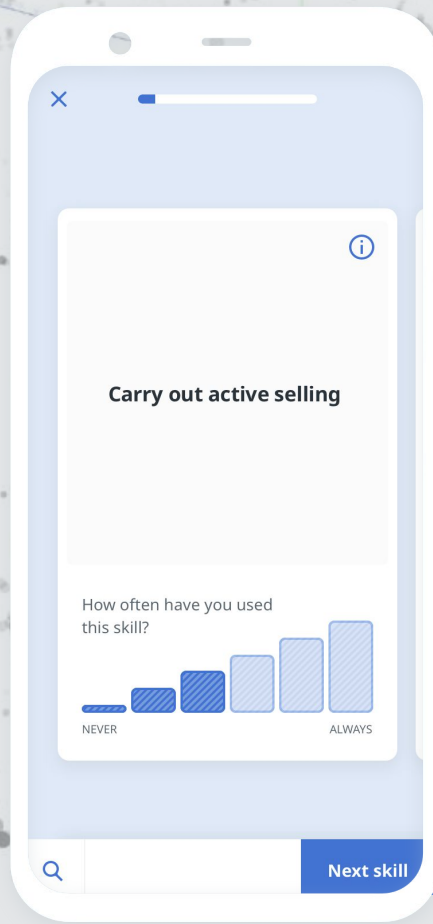 Carry out active selling
How often have you used
this skill?
NEVER
ALWAYS
Next skill